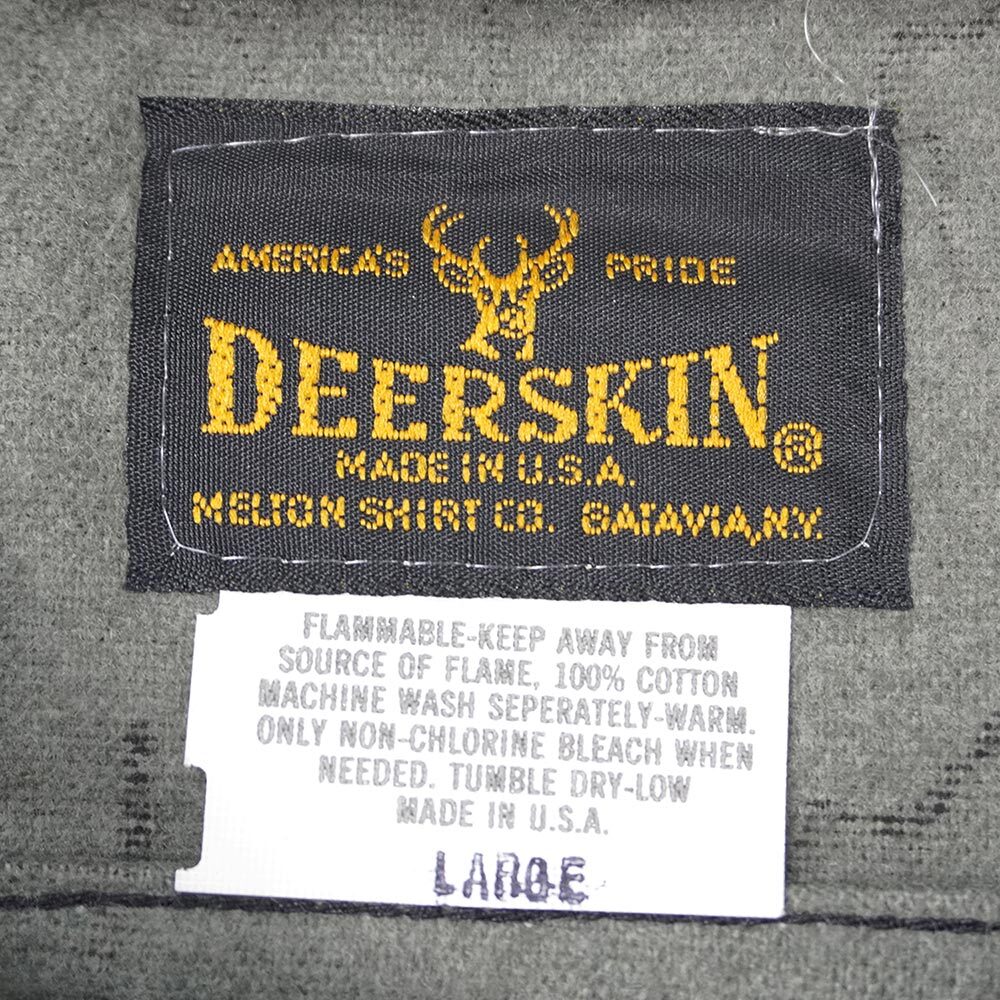 AMERICA'S PRIDE
DEERSKIN®
MADE IN U.S.A.
MELTON SHIRT CO. BATAVIA, N.Y.
FLAMMABLE-KEEP AWAY FROM
SOURCE OF FLAME, 100% COTTON
MACHINE WASH SEPERATELY-WARM.
ONLY NON-CHLORINE BLEACH WHEN
NEEDED. TUMBLE DRY-LOW
MADE IN U.S.A.
LARGE